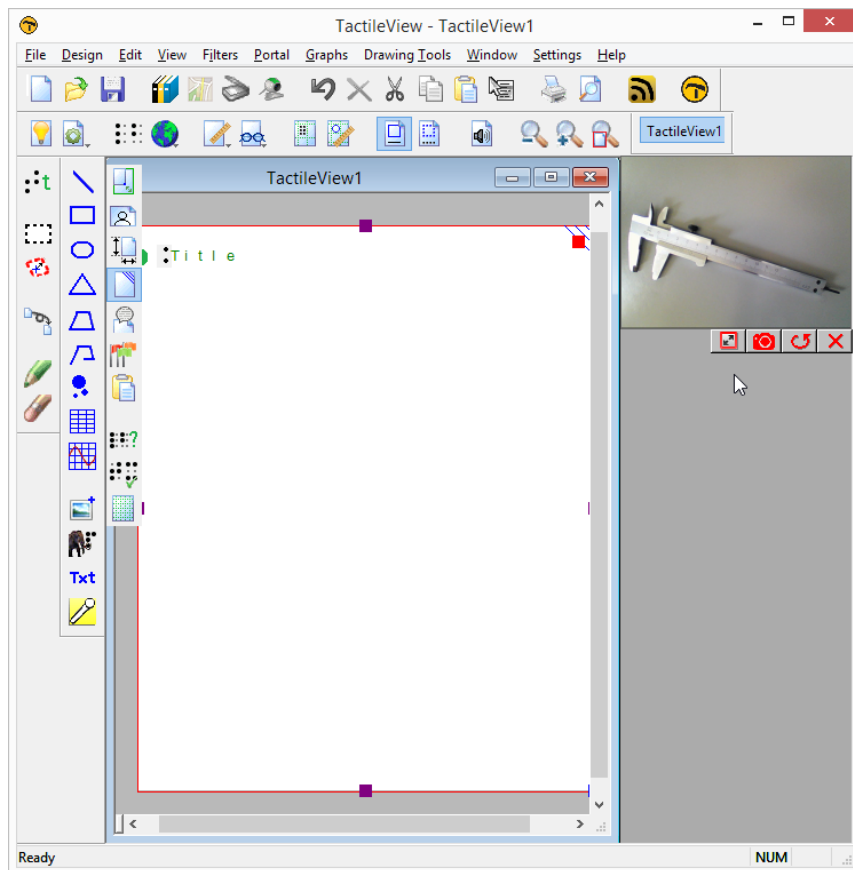 TactileView - TactileView1
File Design Edit View Filters Portal Graphs Drawing Tools Window Settings Help
TactileView1
t
TactileView1
Title
?
Txt
Ready NUM